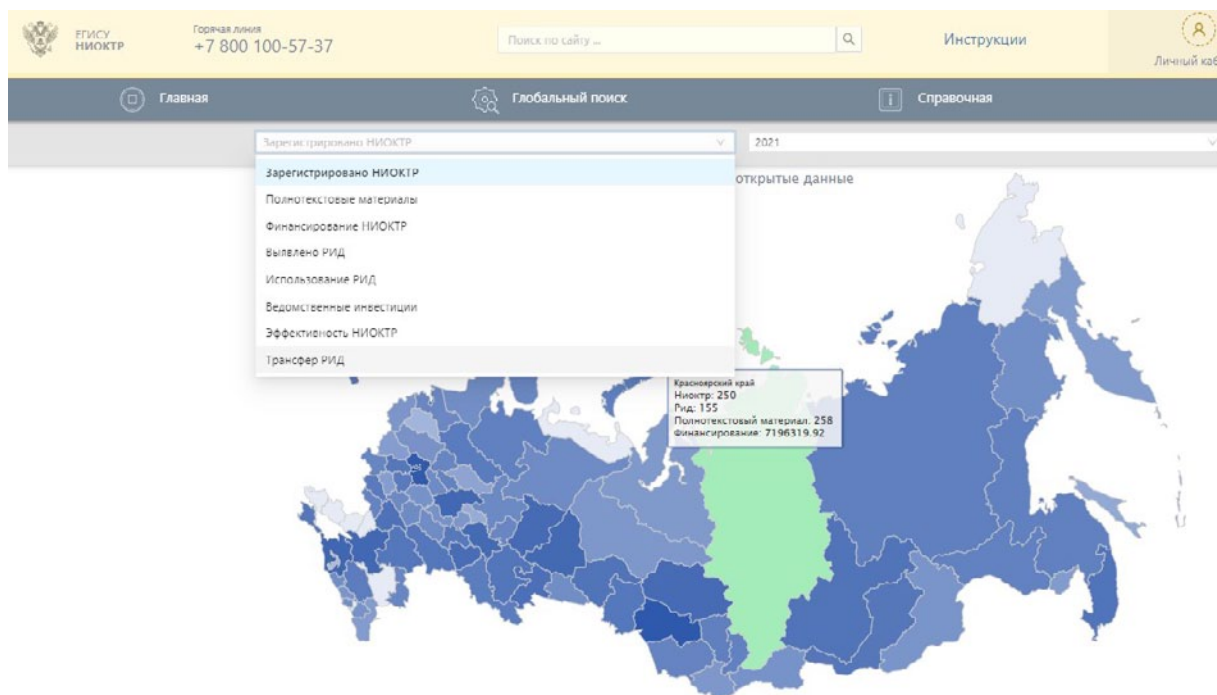 ЕГИСУ
НИОКТР
Горячая линия
+7 800 100-57-37
Поиск по сайту ...
Инструкции
Личный каб
Главная
Глобальный поиск
Справочная
Зарегистрировано НИОКТР
2021
открытые данные
Зарегистрировано НИОКТР
Полнотекстовые материалы
Финансирование НИОКТР
Выявлено РИД
Использование РИД
Ведомственные инвестиции
Эффективность НИОКТР
Трансфер РИД
Красноярский край
Ниоктр: 250
Рид: 155
Полнотекстовый материал: 258
Финансирование: 7196319.92